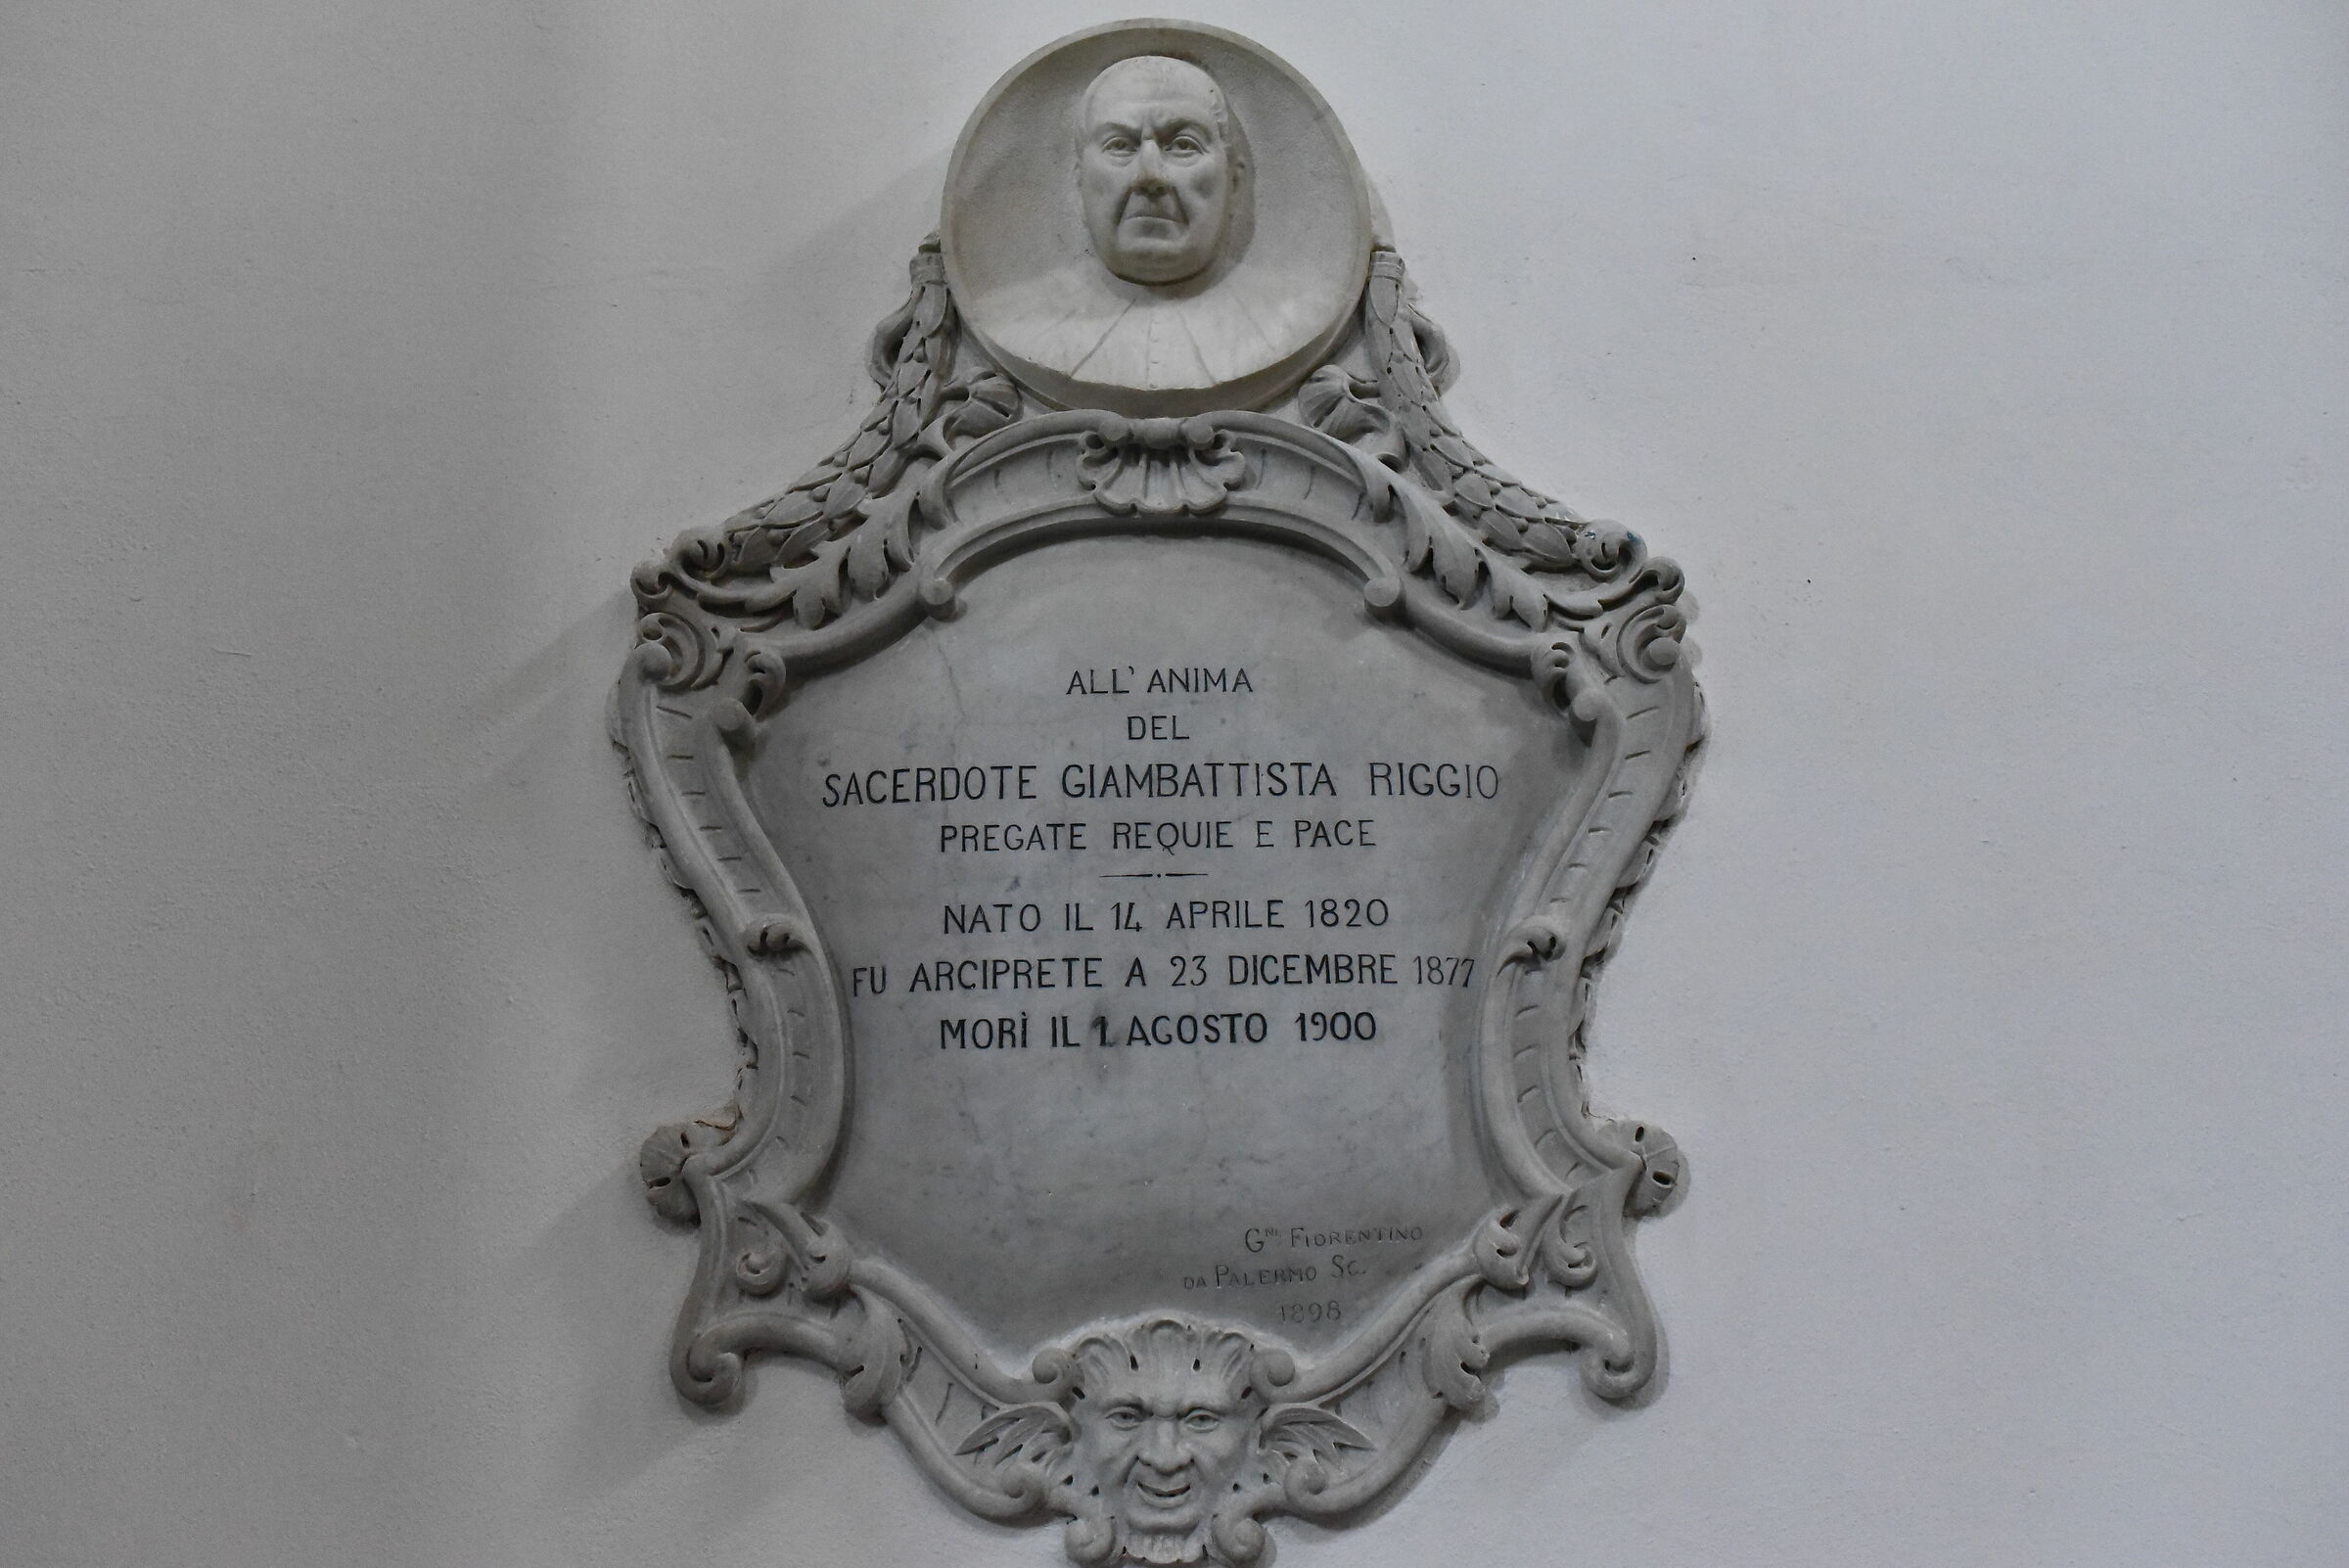 ALL' ANIMA
DEL
SACERDOTE GIAMBATTISTA RIGGIO
PREGATE REQUIE E PACE
NATO IL 14 APRILE 1820
FU ARCIPRETE A 23 DICEMBRE 1877
MORÌ IL 1 AGOSTO 1900
Gni Fiorentino
da Palermo Sc.
1898